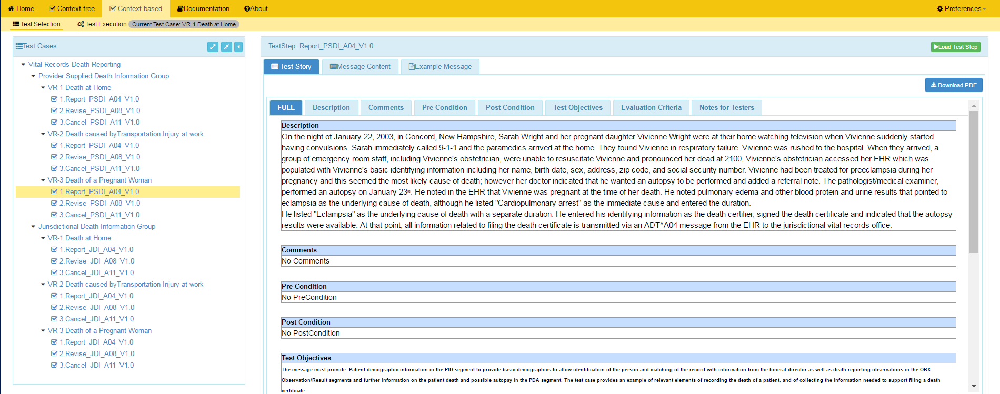 Home Context-free Context-based Documentation About Preferences
Test Selection Test Execution Current Test Case: VR-1 Death at Home
Test Cases
Vital Records Death Reporting
Provider Supplied Death Information Group
VR-1 Death at Home
1.Report_PSDI_A04_V1.0
2.Revise_PSDI_A08_V1.0
3.Cancel_PSDI_A11_V1.0
VR-2 Death caused byTransportation Injury at work
1.Report_PSDI_A04_V1.0
2.Revise_PSDI_A08_V1.0
3.Cancel_PSDI_A11_V1.0
VR-3 Death of a Pregnant Woman
1.Report_PSDI_A04_V1.0
2.Revise_PSDI_A08_V1.0
3.Cancel_PSDI_A11_V1.0
Jurisdictional Death Information Group
VR-1 Death at Home
1.Report_JDI_A04_V1.0
2.Revise_JDI_A08_V1.0
3.Cancel_JDI_A11_V1.0
VR-2 Death caused byTransportation Injury at work
1.Report_JDI_A04_V1.0
2.Revise_JDI_A08_V1.0
3.Cancel_JDI_A11_V1.0
VR-3 Death of a Pregnant Woman
1.Report_JDI_A04_V1.0
2.Revise_JDI_A08_V1.0
3.Cancel_JDI_A11_V1.0
TestStep: Report_PSDI_A04_V1.0 Load Test Step
Test Story Message Content Example Message
Download PDF
FULL Description Comments Pre Condition Post Condition Test Objectives Evaluation Criteria Notes for Testers
Description
On the night of January 22, 2003, in Concord, New Hampshire, Sarah Wright and her pregnant daughter Vivienne Wright were at their home watching television when Vivienne suddenly started
having convulsions. Sarah immediately called 9-1-1 and the paramedics arrived at the home. They found Vivienne in respiratory failure. Vivienne was rushed to the hospital. When they arrived, a
group of emergency room staff, including Vivienne's obstetrician, were unable to resuscitate Vivienne and pronounced her dead at 2100. Vivienne's obstetrician accessed her EHR which was
populated with Vivienne's basic identifying information including her name, birth date, sex, address, zip code, and social security number. Vivienne had been treated for preeclampsia during her
pregnancy and this seemed the most likely cause of death; however her doctor indicated that he wanted an autopsy to be performed and added a referral note. The pathologist/medical examiner,
performed an autopsy on January 23rd. He noted in the EHR that Vivienne was pregnant at the time of her death. He noted pulmonary edema and other blood protein and urine results that pointed to
eclampsia as the underlying cause of death, although he listed "Cardiopulmonary arrest" as the immediate cause and entered the duration.
He listed "Eclampsia" as the underlying cause of death with a separate duration. He entered his identifying information as the death certifier, signed the death certificate and indicated that the autopsy
results were available. At that point, all information related to filing the death certificate is transmitted via an ADT^A04 message from the EHR to the jurisdictional vital records office.
Comments
No Comments
Pre Condition
No PreCondition
Post Condition
No PostCondition
Test Objectives
The message must provide: Patient demographic information in the PID segment to provide basic demographics to allow identification of the person and matching of the record with information from the funeral director as well as death reporting observations in the OBX
Observation/Result segments and further information on the patient death and possible autopsy in the PDA segment. The test case provides an example of relevant elements of recording the death of a patient, and of collecting the information needed to support filing a death
certificate